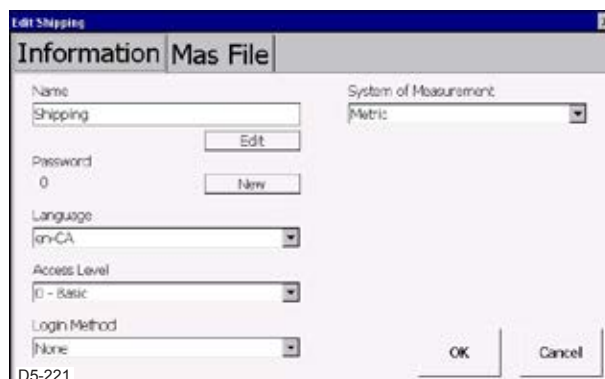 Edit Shipping
Information Mas File
Name
Shipping
Edit
Password
0
New
Language
en-CA
Access Level
0 - Basic
Login Method
None
System of Measurement
Metric
OK
Cancel
D5-221